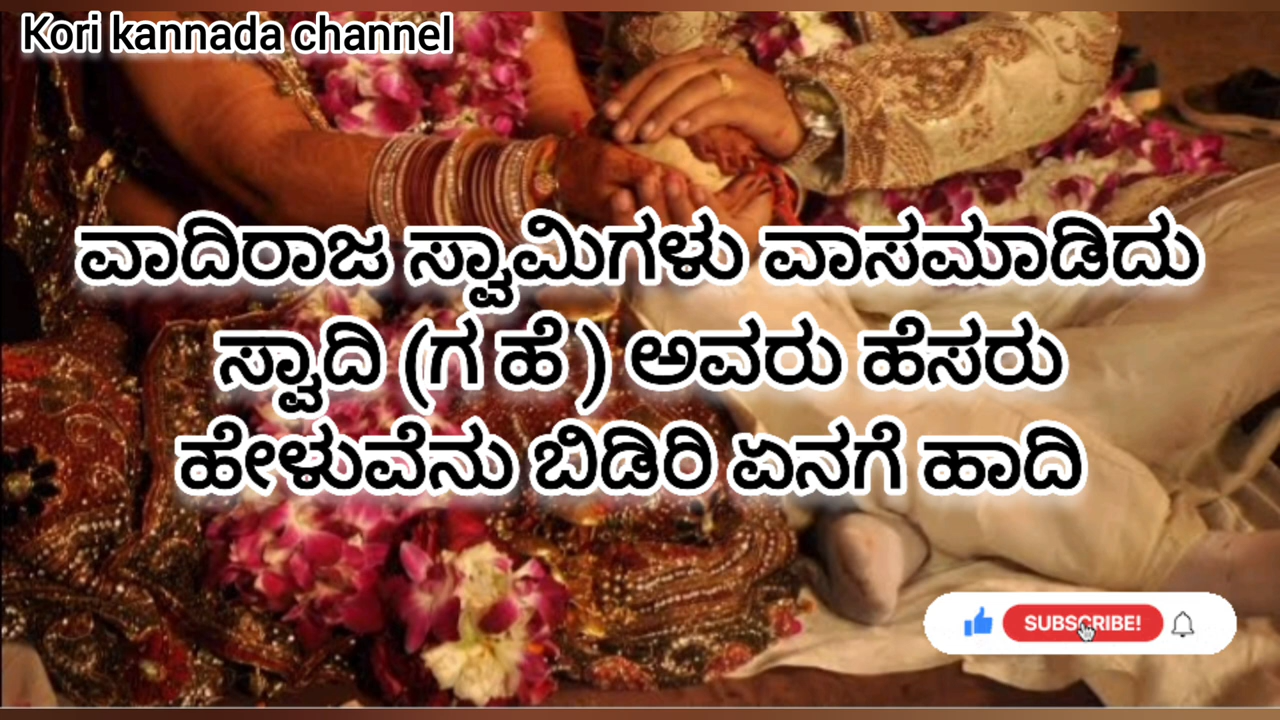 Kori kannada channel
ವಾದಿರಾಜ ಸ್ವಾಮಿಗಳು ವಾಸಮಾಡಿದು
ಸ್ವಾದಿ (ಗ ಹೆ ) ಅವರು ಹೆಸರು
ಹೇಳುವೆನು ಬಿಡಿರಿ ಏನಗೆ ಹಾದಿ
SUBSCRIBE!